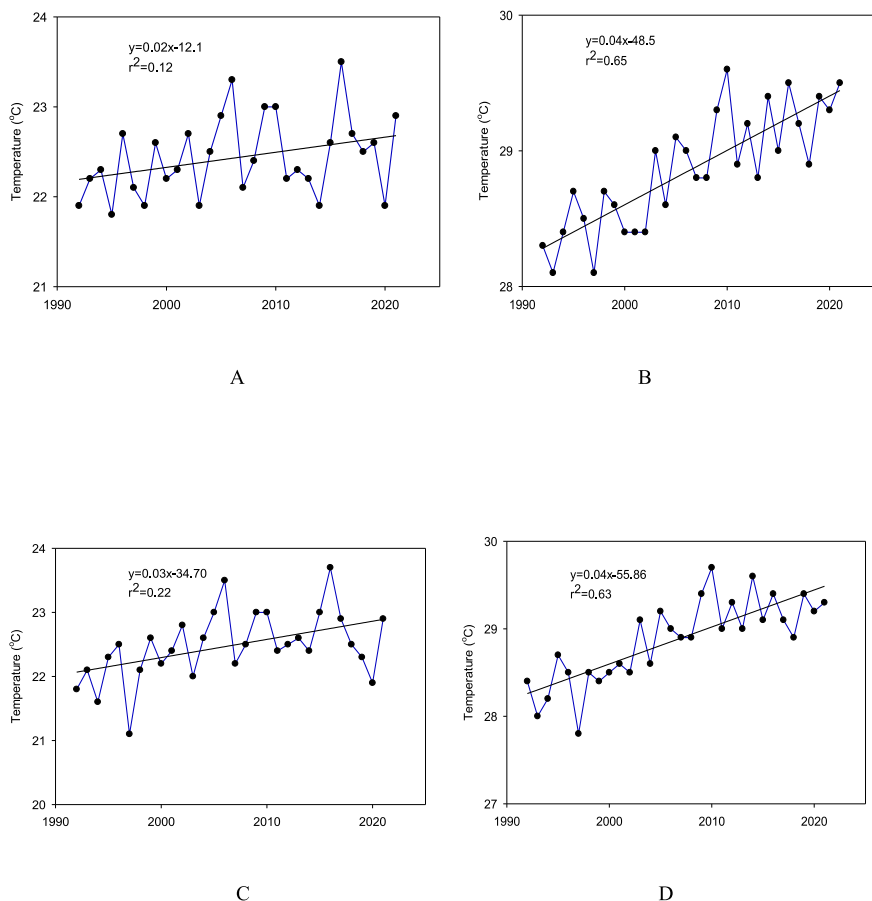 24
y=0.02x-12.1
r²=0.12
23
Temperature (°C)
22
21
1990
2000
2010
2020
A
30
y=0.04x-48.5
r²=0.65
29
Temperature (°C)
28
1990
2000
2010
2020
B
24
y=0.03x-34.70
r²=0.22
23
22
Temperature (°C)
21
20
1990
2000
2010
2020
C
30
y=0.04x-55.86
r²=0.63
29
Temperature (°C)
28
27
1990
2000
2010
2020
D